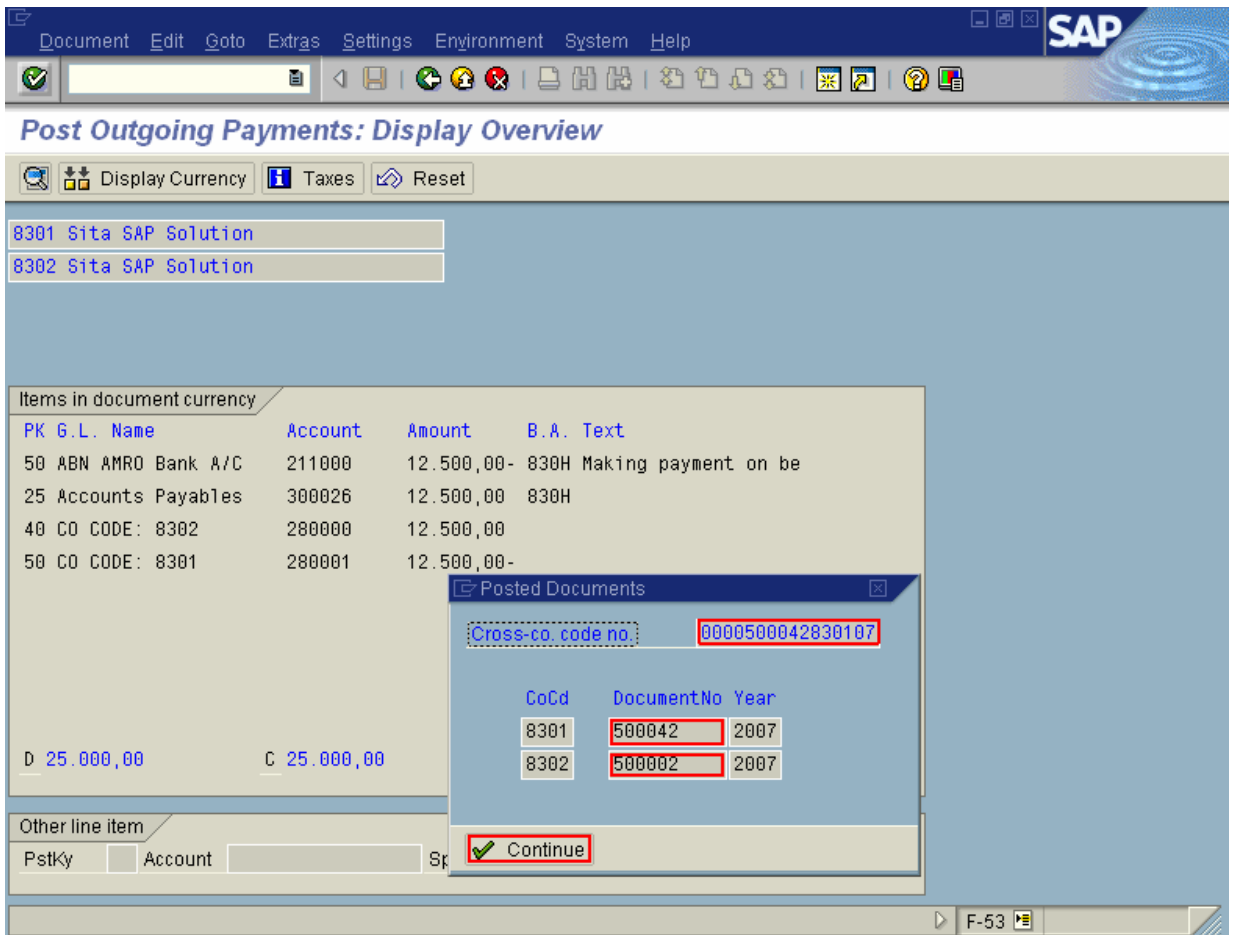 Document Edit Goto Extras Settings Environment System Help
SAP
Post Outgoing Payments: Display Overview
Display Currency Taxes Reset
8301 Sita SAP Solution
8302 Sita SAP Solution
Items in document currency
PK G.L. Name Account Amount B.A. Text
50 ABN AMRO Bank A/C 211000 12.500,00- 830H Making payment on be
25 Accounts Payables 300026 12.500,00 830H
40 CO CODE: 8302 280000 12.500,00
50 CO CODE: 8301 280001 12.500,00-
Posted Documents
Cross-co. code no. 0000500042830107
CoCd DocumentNo Year
8301 500042 2007
8302 500002 2007
D 25.000,00 C 25.000,00
Other line item
Continue
PstKy Account Sp
F-53